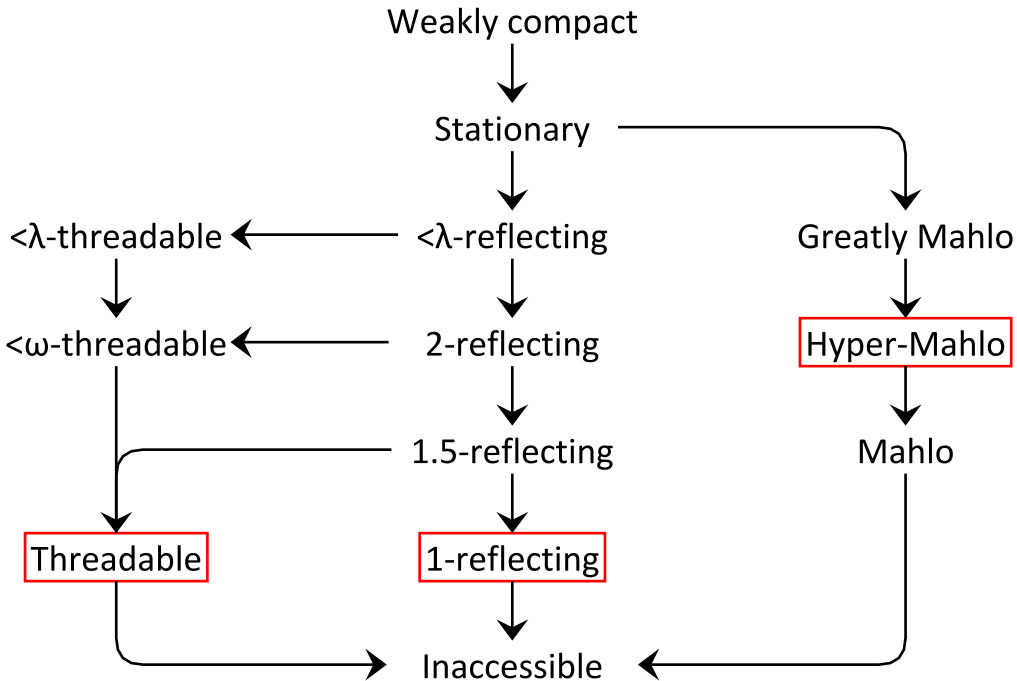 Weakly compact
Stationary
<λ-threadable
<λ-reflecting
Greatly Mahlo
<ω-threadable
2-reflecting
Hyper-Mahlo
1.5-reflecting
Mahlo
Threadable
1-reflecting
Inaccessible